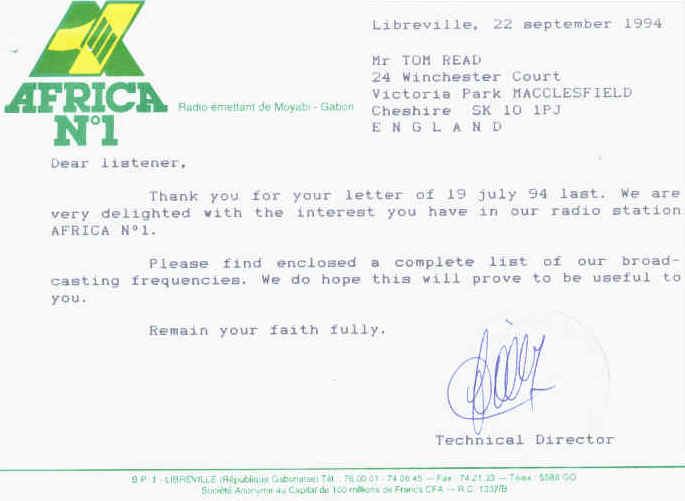 Libreville, 22 september 1994
Mr TOM READ
24 Winchester Court
Victoria Park MACCLESFIELD
Cheshire SK 10 1PJ
E N G L A N D
AFRICA
N°1
Radio émettant de Moyabi - Gabon
Dear listener,
Thank you for your letter of 19 july 94 last. We are
very delighted with the interest you have in our radio station
AFRICA N°1.
Please find enclosed a complete list of our broad-
casting frequencies. We do hope this will prove to be useful to
you.
Remain your faith fully.
Technical Director
B.P. 1 - LIBREVILLE (République Gabonaise) Tél. : 76.00.01 - 74.06.45 — Fax : 74.21.33 — Télex : 5588 GO
Société Anonyme au Capital de 100 millions de Francs CFA — R.C.